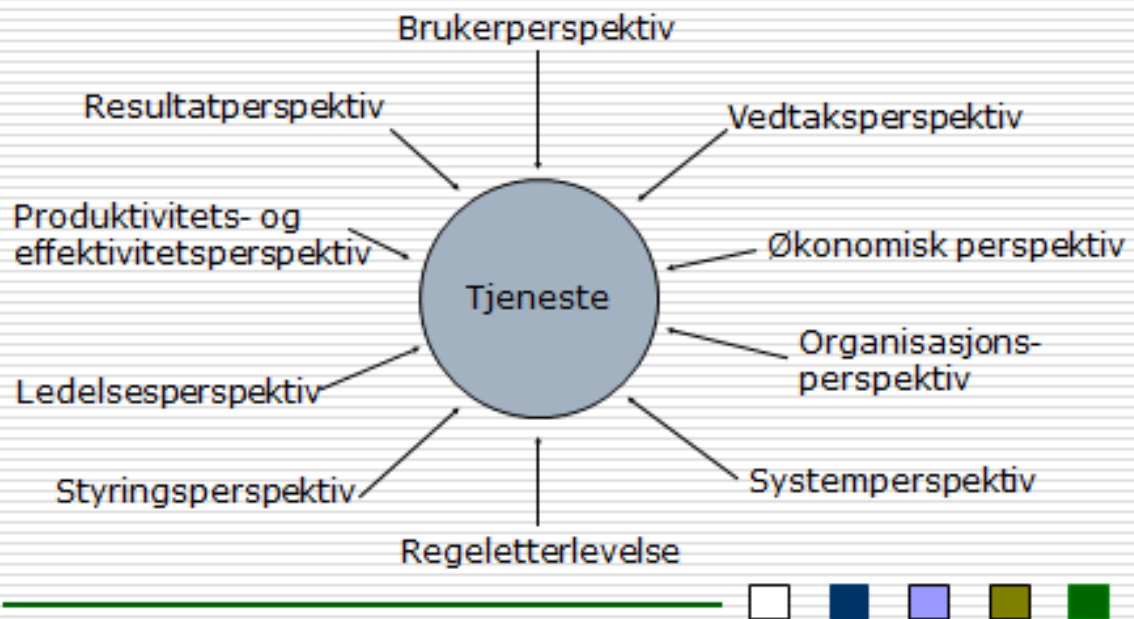 Brukerperspektiv
Resultatperspektiv
Vedtaksperspektiv
Produktivitets- og
effektivitetsperspektiv
Økonomisk perspektiv
Tjeneste
Organisasjons-
perspektiv
Ledelsesperspektiv
Styringsperspektiv
Systemperspektiv
Regeletterlevelse